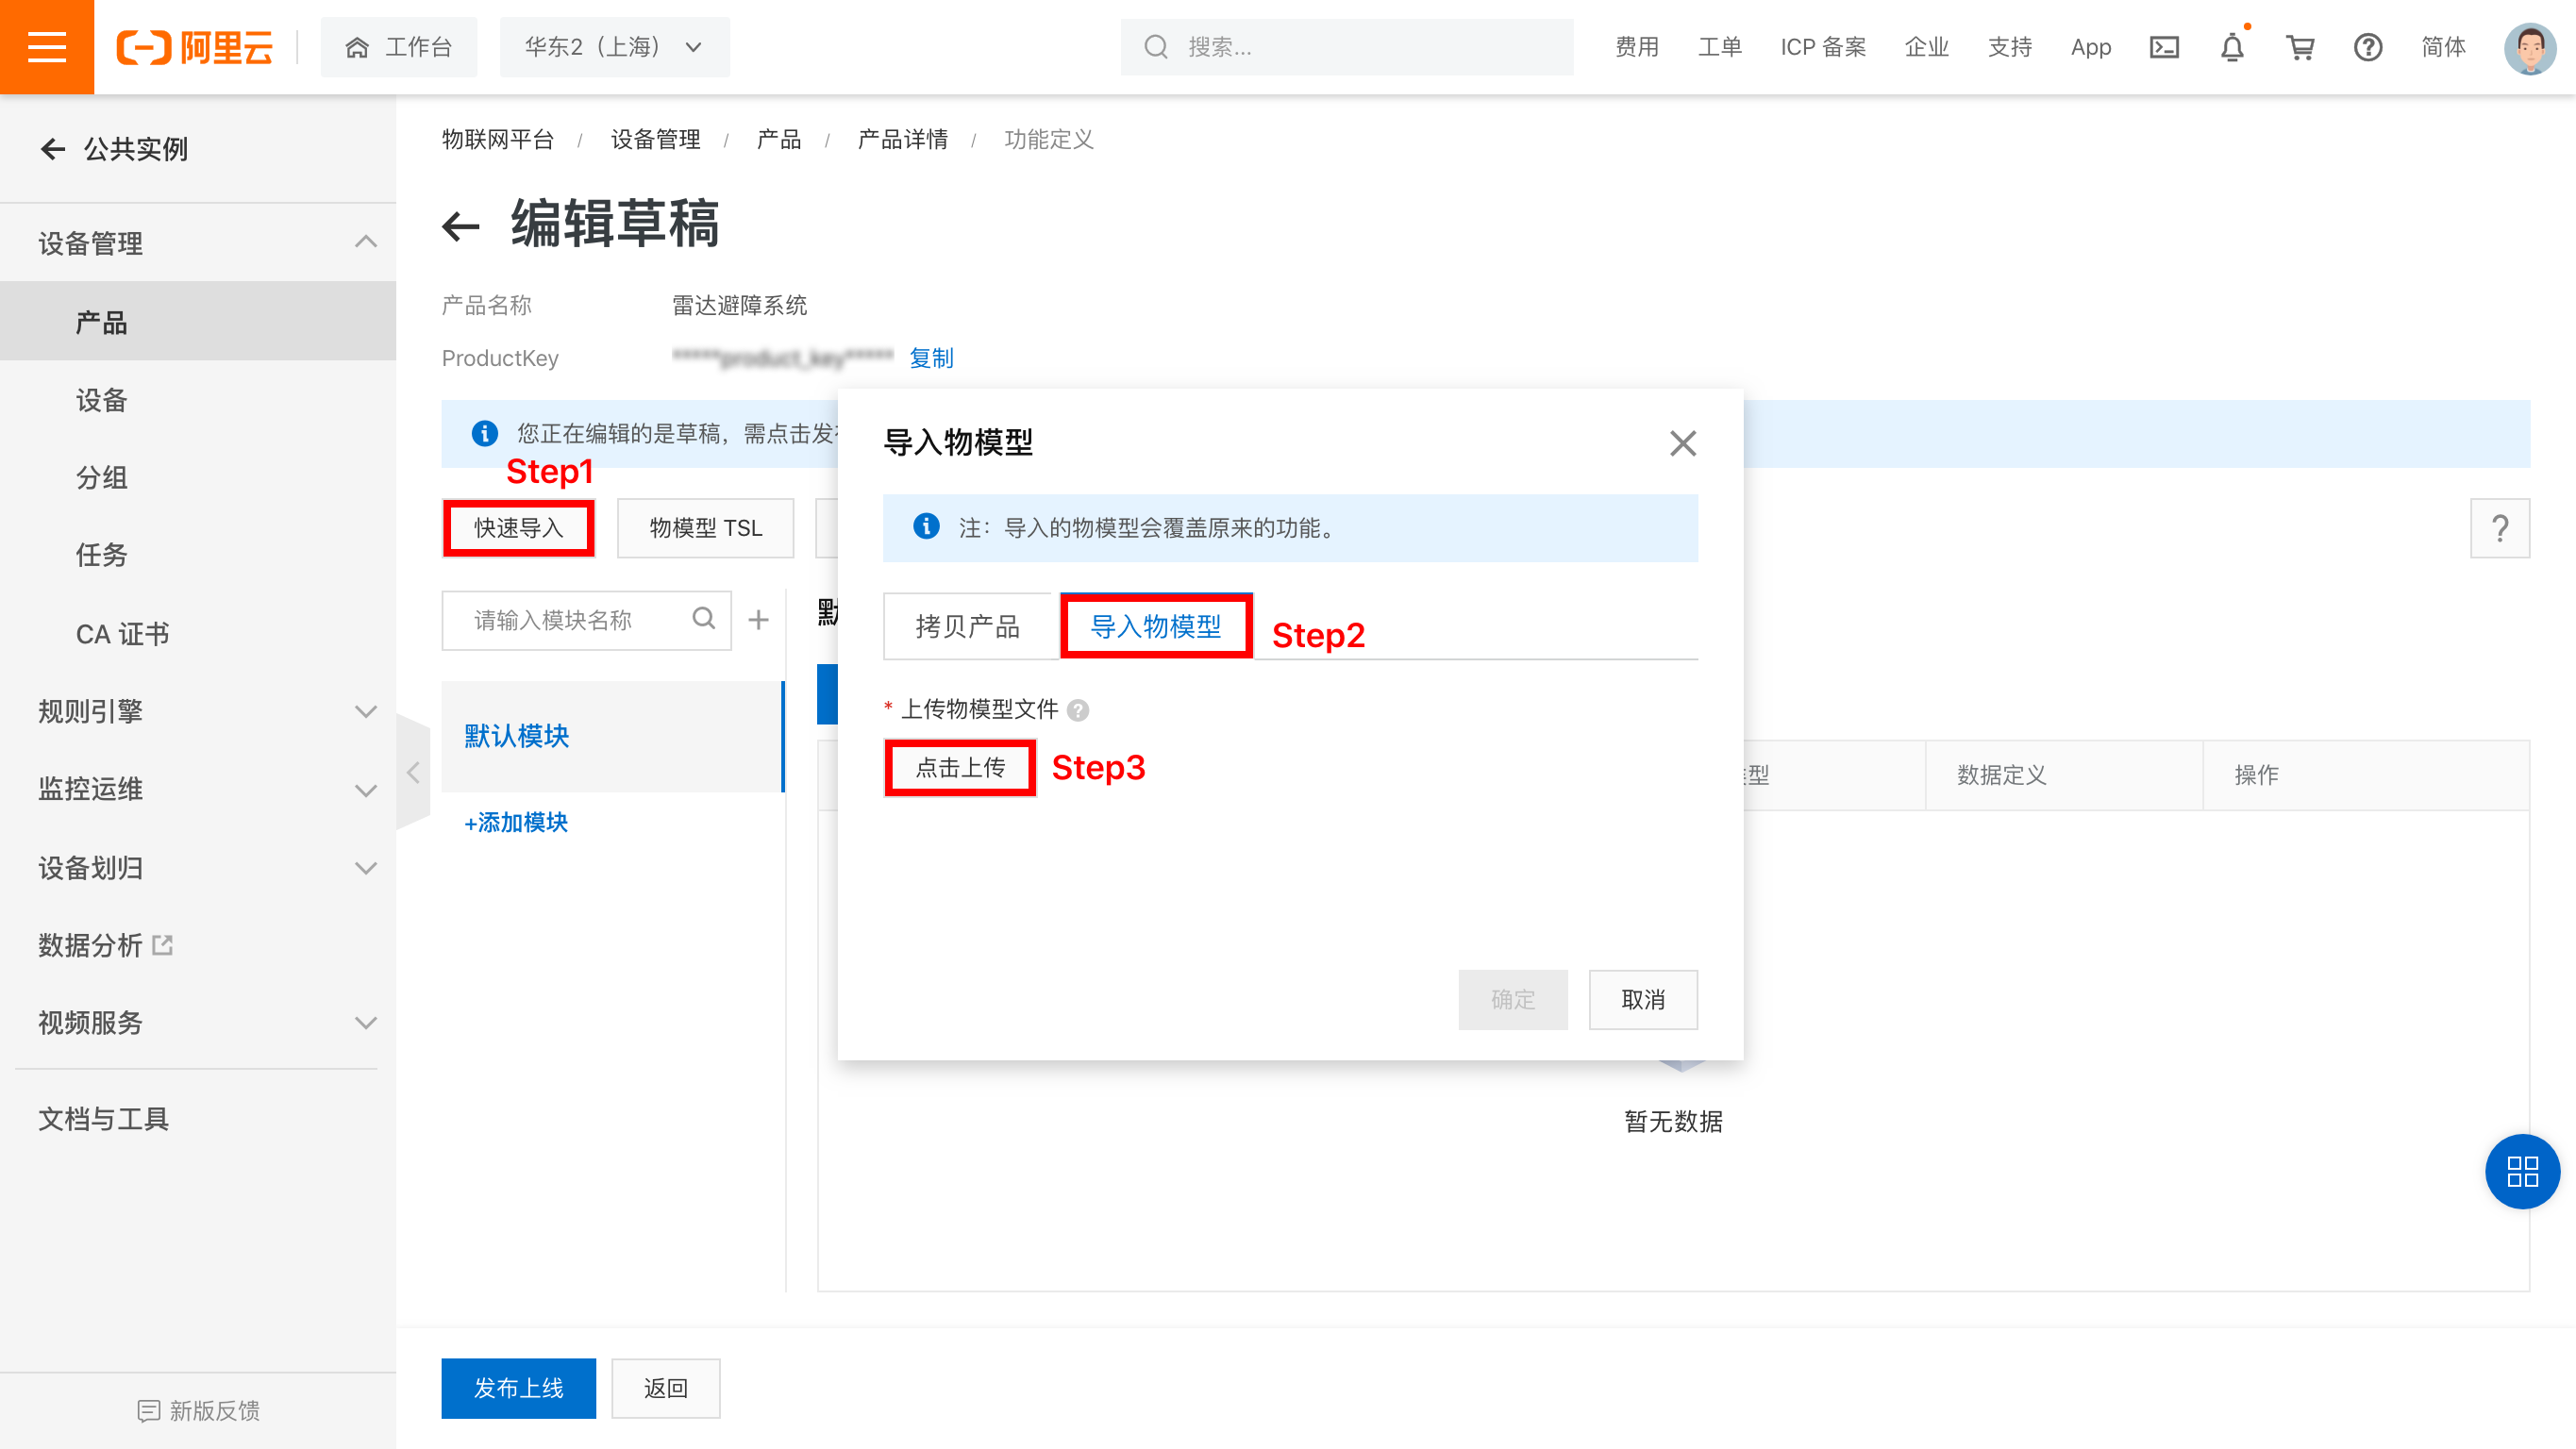 阿里云
工作台
华东2（上海）
搜索...
费用
工单
ICP 备案
企业
支持
App
简体
公共实例
设备管理
产品
设备
分组
任务
CA 证书
规则引擎
监控运维
设备划归
数据分析
视频服务
文档与工具
新版反馈
物联网平台 / 设备管理 / 产品 / 产品详情 / 功能定义
编辑草稿
产品名称 雷达避障系统
ProductKey *****product_key***** 复制
您正在编辑的是草稿，需点击发
Step1
快速导入
物模型 TSL
?
请输入模块名称
默认模块
+添加模块
导入物模型
注：导入的物模型会覆盖原来的功能。
拷贝产品
导入物模型
Step2
* 上传物模型文件 ?
点击上传
Step3
确定
取消
型
数据定义
操作
暂无数据
发布上线
返回